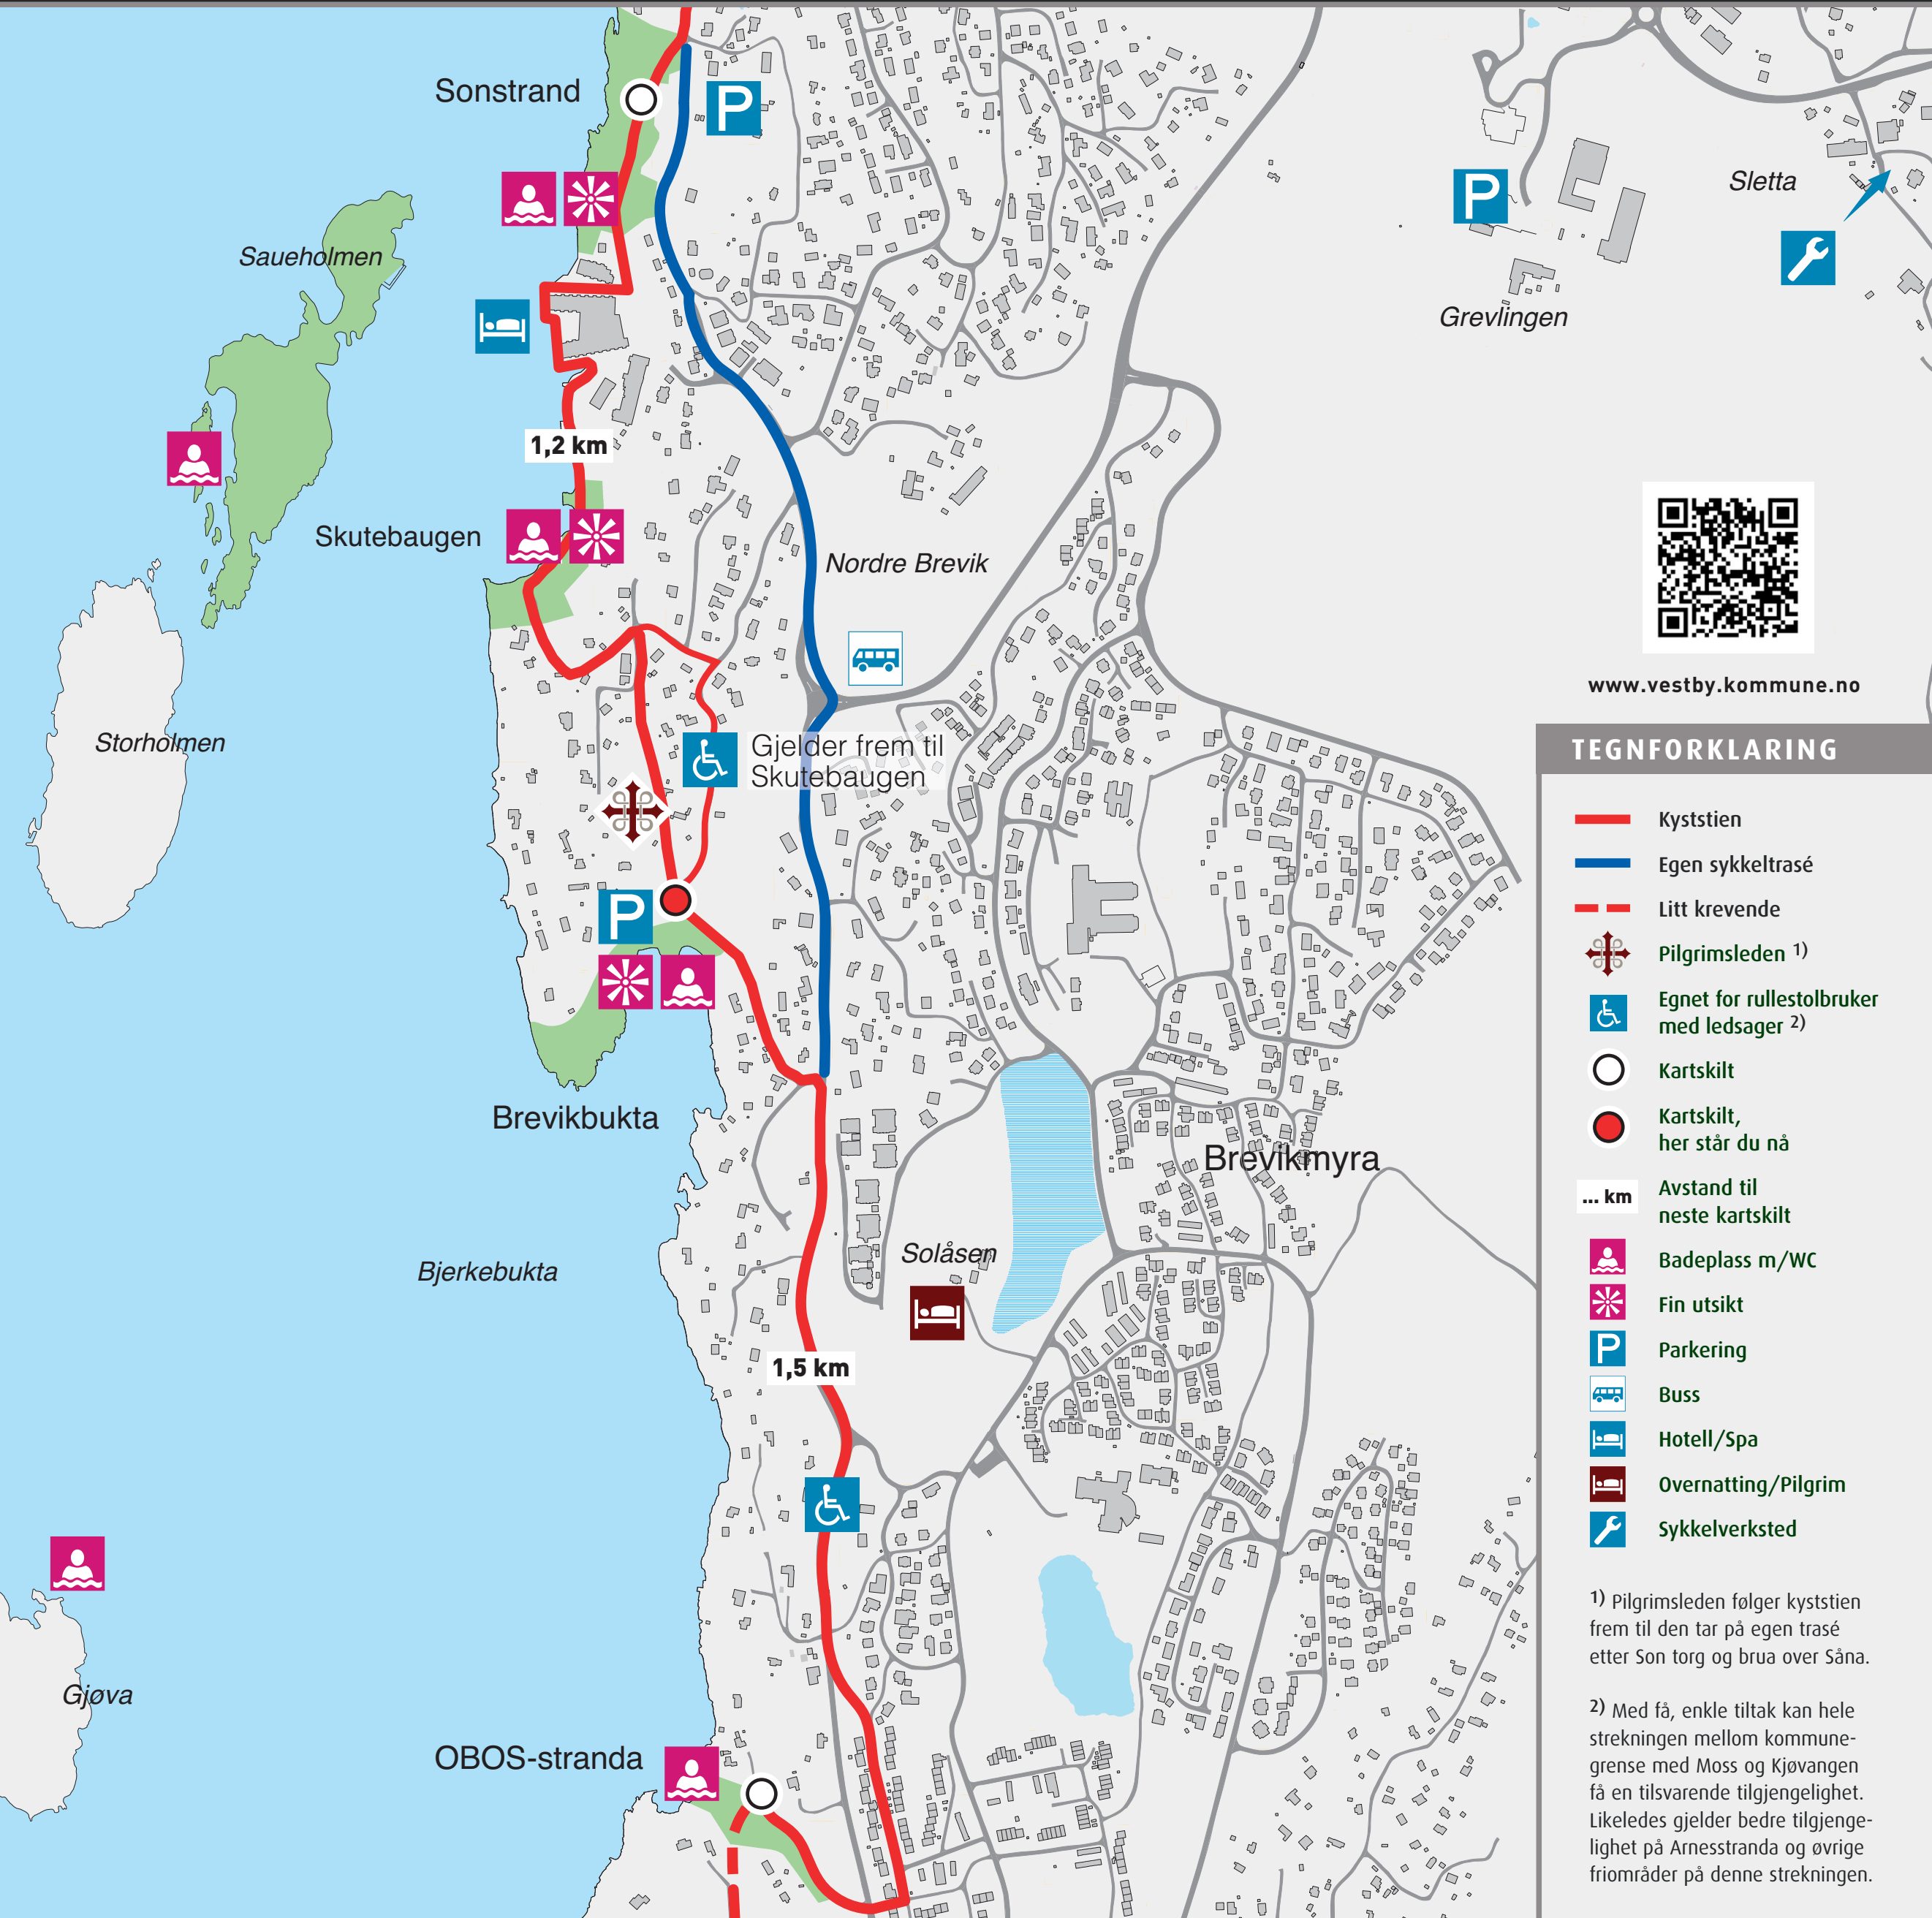 Sonstrand
P
P
Sletta
Saueholmen
Grevlingen
1,2 km
Skutebaugen
Nordre Brevik
www.vestby.kommune.no
Storholmen
Gjelder frem til
Skutebaugen
P
Brevikbukta
Brevikmyra
Bjerkebukta
Solåsen
1,5 km
Gjøva
OBOS-stranda
TEGNFORKLARING
Kyststien
Egen sykkeltrasé
Litt krevende
Pilgrimsleden 1)
Egnet for rullestolbruker
med ledsager 2)
Kartskilt
Kartskilt,
her står du nå
... km
Avstand til
neste kartskilt
Badeplass m/WC
Fin utsikt
P
Parkering
Buss
Hotell/Spa
Overnatting/Pilgrim
Sykkelverksted
1) Pilgrimsleden følger kyststien
frem til den tar på egen trasé
etter Son torg og brua over Såna.
2) Med få, enkle tiltak kan hele
strekningen mellom kommune-
grense med Moss og Kjøvangen
få en tilsvarende tilgjengelighet.
Likeledes gjelder bedre tilgjenge-
lighet på Arnesstranda og øvrige
friområder på denne strekningen.